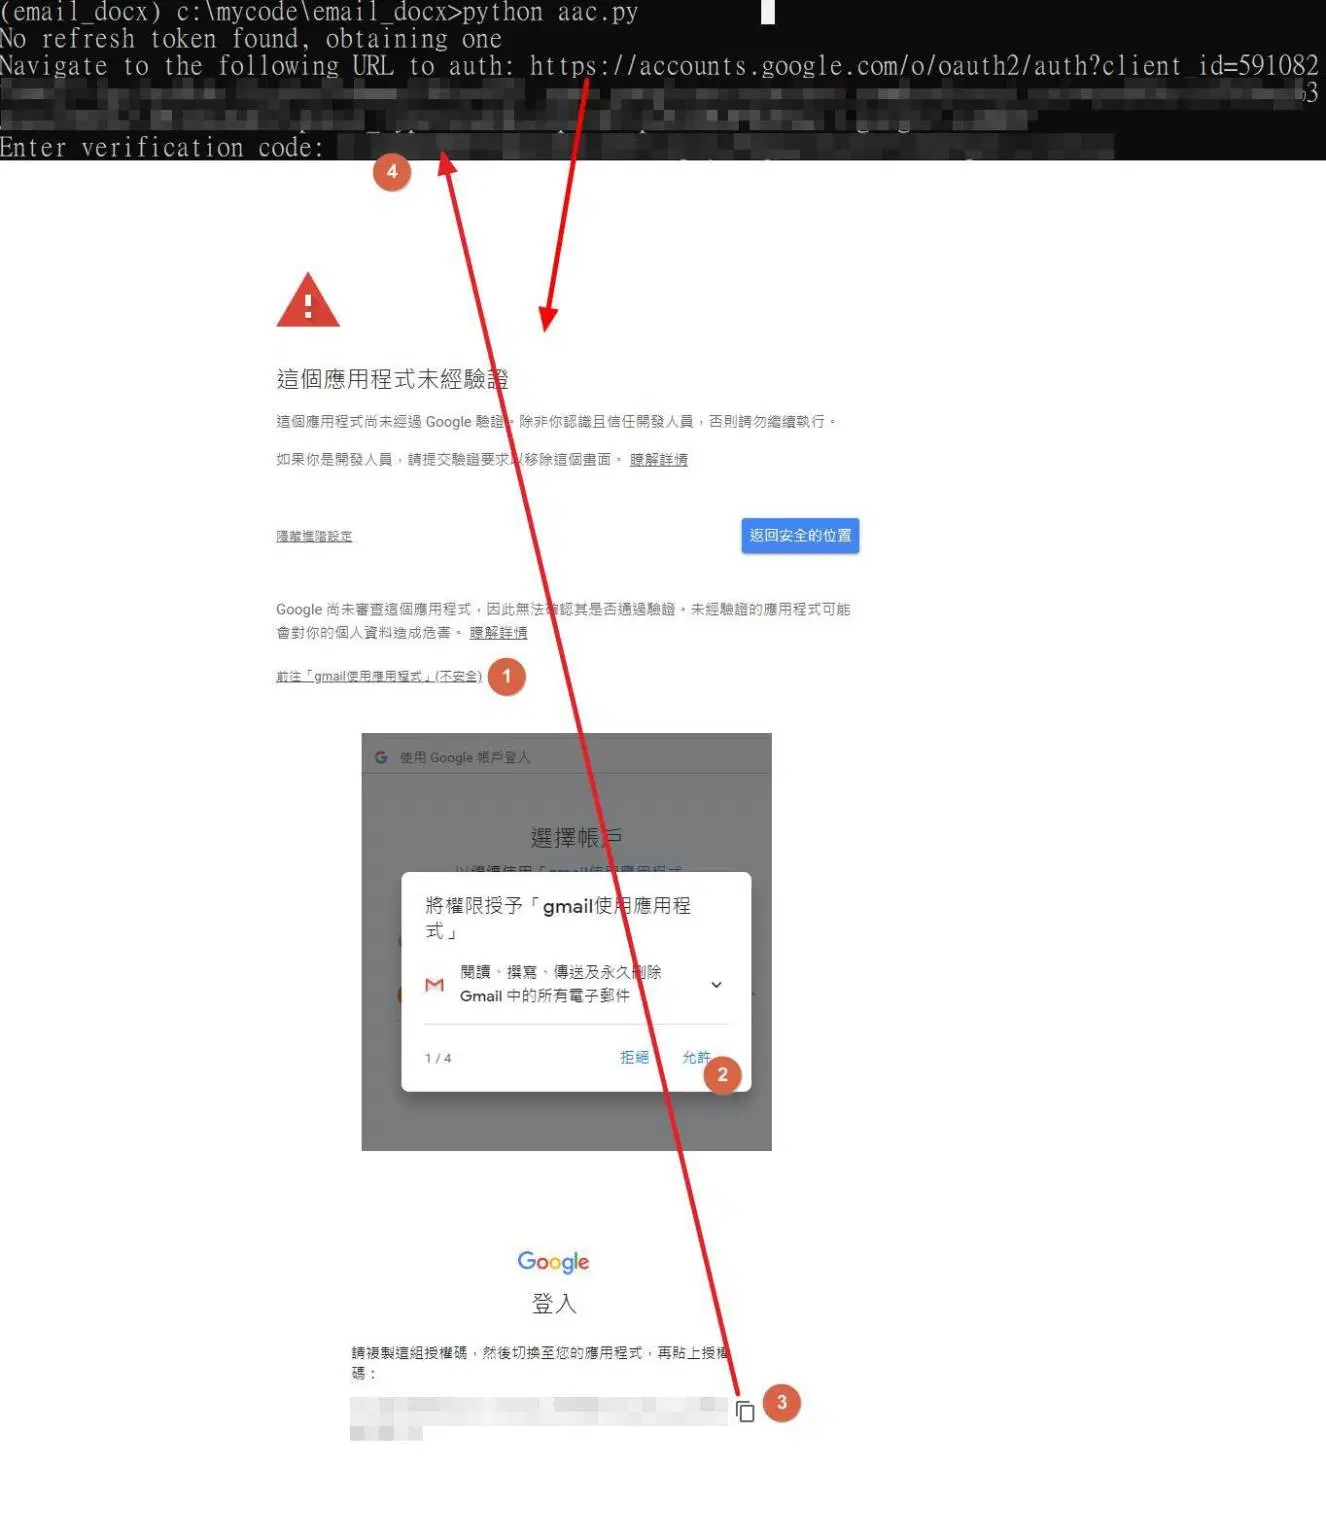 (email_docx) c:\mycode\email_docx>python aac.py
No refresh token found, obtaining one
Navigate to the following URL to auth: https://accounts.google.com/o/oauth2/auth?client_id=591082
3
Enter verification code:
4
這個應用程式未經驗證
這個應用程式尚未經過 Google 驗證。除非你認識且信任開發人員，否則請勿繼續執行。
如果你是開發人員，請提交驗證要求以移除這個畫面。 瞭解詳情
隱藏進階設定
返回安全的位置
Google 尚未審查這個應用程式，因此無法確認其是否通過驗證。未經驗證的應用程式可能
會對你的個人資料造成危害。 瞭解詳情
前往「gmail使用應用程式」(不安全)
1
使用 Google 帳戶登入
選擇帳戶
以繼續使用「gmail使用應用程式
將權限授予「gmail使用應用程
式」
閱讀、撰寫、傳送及永久刪除
Gmail 中的所有電子郵件
1 / 4
拒絕
允許
2
Google
登入
請複製這組授權碼，然後切換至您的應用程式，再貼上授權
碼：
3